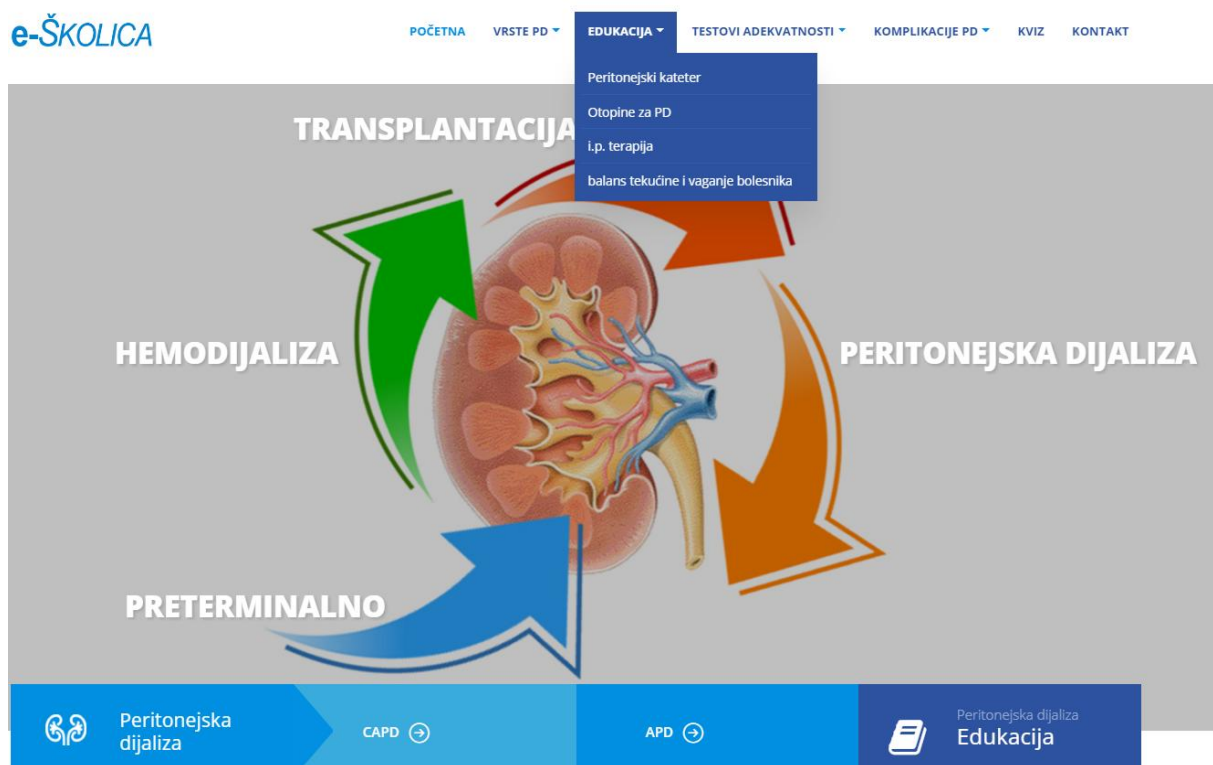 e-ŠKOLICA
POČETNA VRSTE PD EDUKACIJA TESTOVI ADEKVATNOSTI KOMPLIKACIJE PD KVIZ KONTAKT
Peritonejski kateter
Otopine za PD
i.p. terapija
balans tekućine i vaganje bolesnika
TRANSPLANTACIJA
HEMODIJALIZA
PERITONEJSKA DIJALIZA
PRETERMINALNO
Peritonejska
dijaliza
CAPD
APD
Peritonejska dijaliza
Edukacija